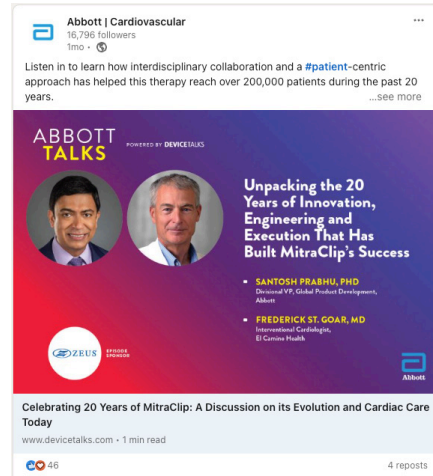 Abbott | Cardiovascular
16,796 followers
1mo •
Listen in to learn how interdisciplinary collaboration and a #patient-centric
approach has helped this therapy reach over 200,000 patients during the past 20
years.
...see more
ABBOTT
TALKS
POWERED BY DEVICETALKS
Unpacking the 20
Years of Innovation,
Engineering and
Execution That Has
Built MitraClip's Success
SANTOSH PRABHU, PHD
Divisional VP, Global Product Development,
Abbott
FREDERICK ST. GOAR, MD
Interventional Cardiologist,
El Camino Health
ZEUS
EPISODE
SPONSOR
Abbott
Celebrating 20 Years of MitraClip: A Discussion on its Evolution and Cardiac Care
Today
www.devicetalks.com • 1 min read
46
4 reposts